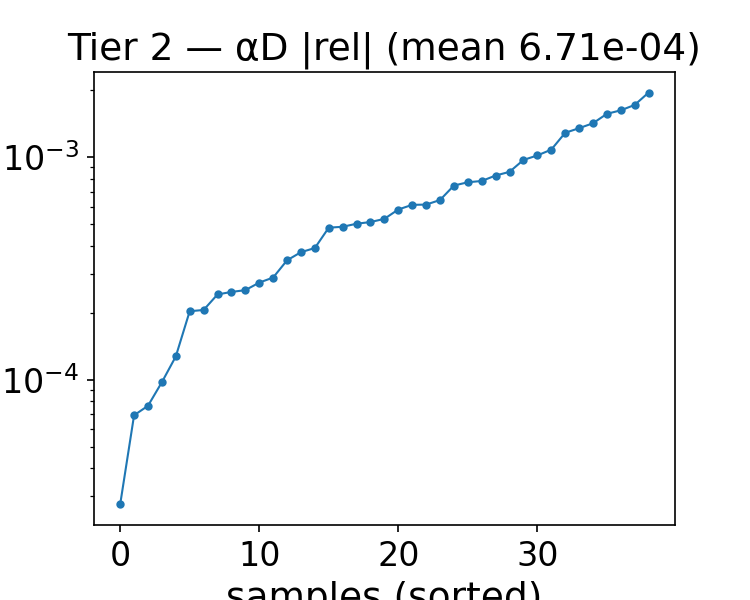 Tier 2 — αD |rel| (mean 6.71e-04)
10⁻³
10⁻⁴
0 10 20 30
samples (sorted)